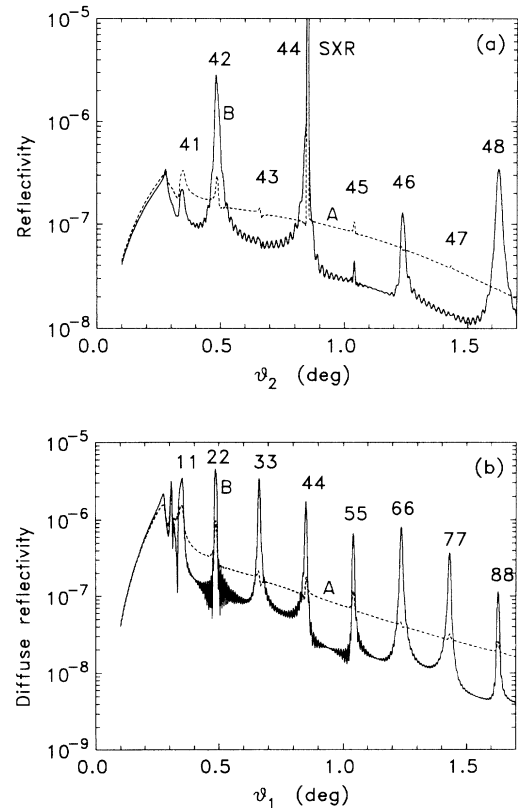 44 SXR (a)
42
B
41
43
A
45
46
47
48
10⁻⁵
10⁻⁶
10⁻⁷
10⁻⁸
Reflectivity
0.0 0.5 1.0 1.5
ϑ₂ (deg)
(b)
11
22
B
33
44
A
55
66
77
88
10⁻⁵
10⁻⁶
10⁻⁷
10⁻⁸
10⁻⁹
Diffuse reflectivity
0.0 0.5 1.0 1.5
ϑ₁ (deg)